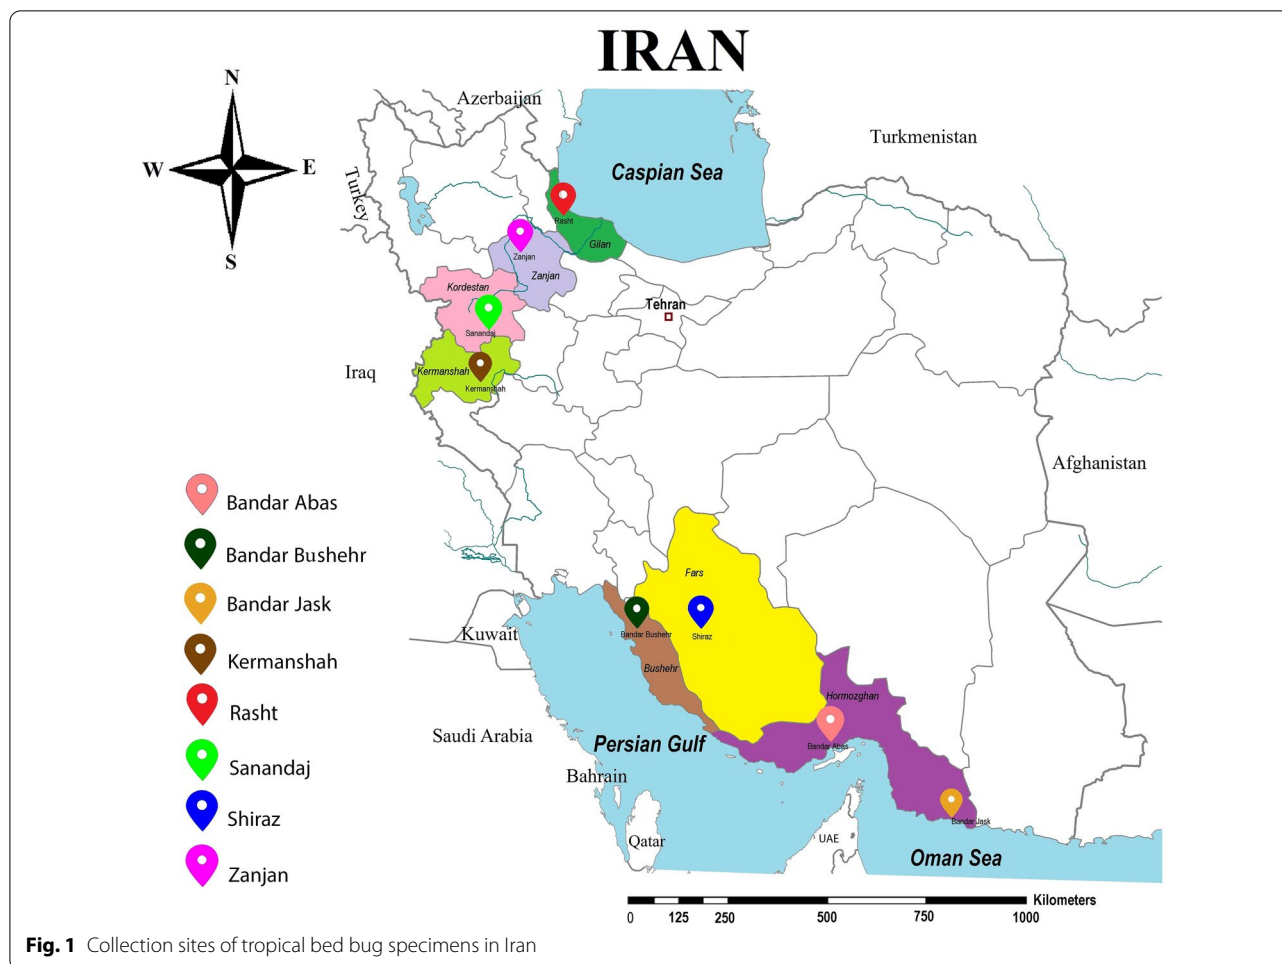 IRAN
N
W
E
S
Azerbaijan
Turkmenistan
Turkey
Caspian Sea
Rasht
Gilan
Zanjan
Zanjan
Kordestan
Sanandaj
Tehran
Iraq
Kermanshah
Kermanshah
Afghanistan
Bandar Abas
Bandar Bushehr
Bandar Jask
Kermanshah
Rasht
Sanandaj
Shiraz
Zanjan
Fars
Shiraz
Bandar Bushehr
Bushehr
Kuwait
Hormozghan
Bandar Abas
Saudi Arabia
Persian Gulf
Bahrain
Bandar Jask
Qatar
UAE
Oman Sea
Kilometers
0 125 250 500 750 1000
Fig. 1 Collection sites of tropical bed bug specimens in Iran